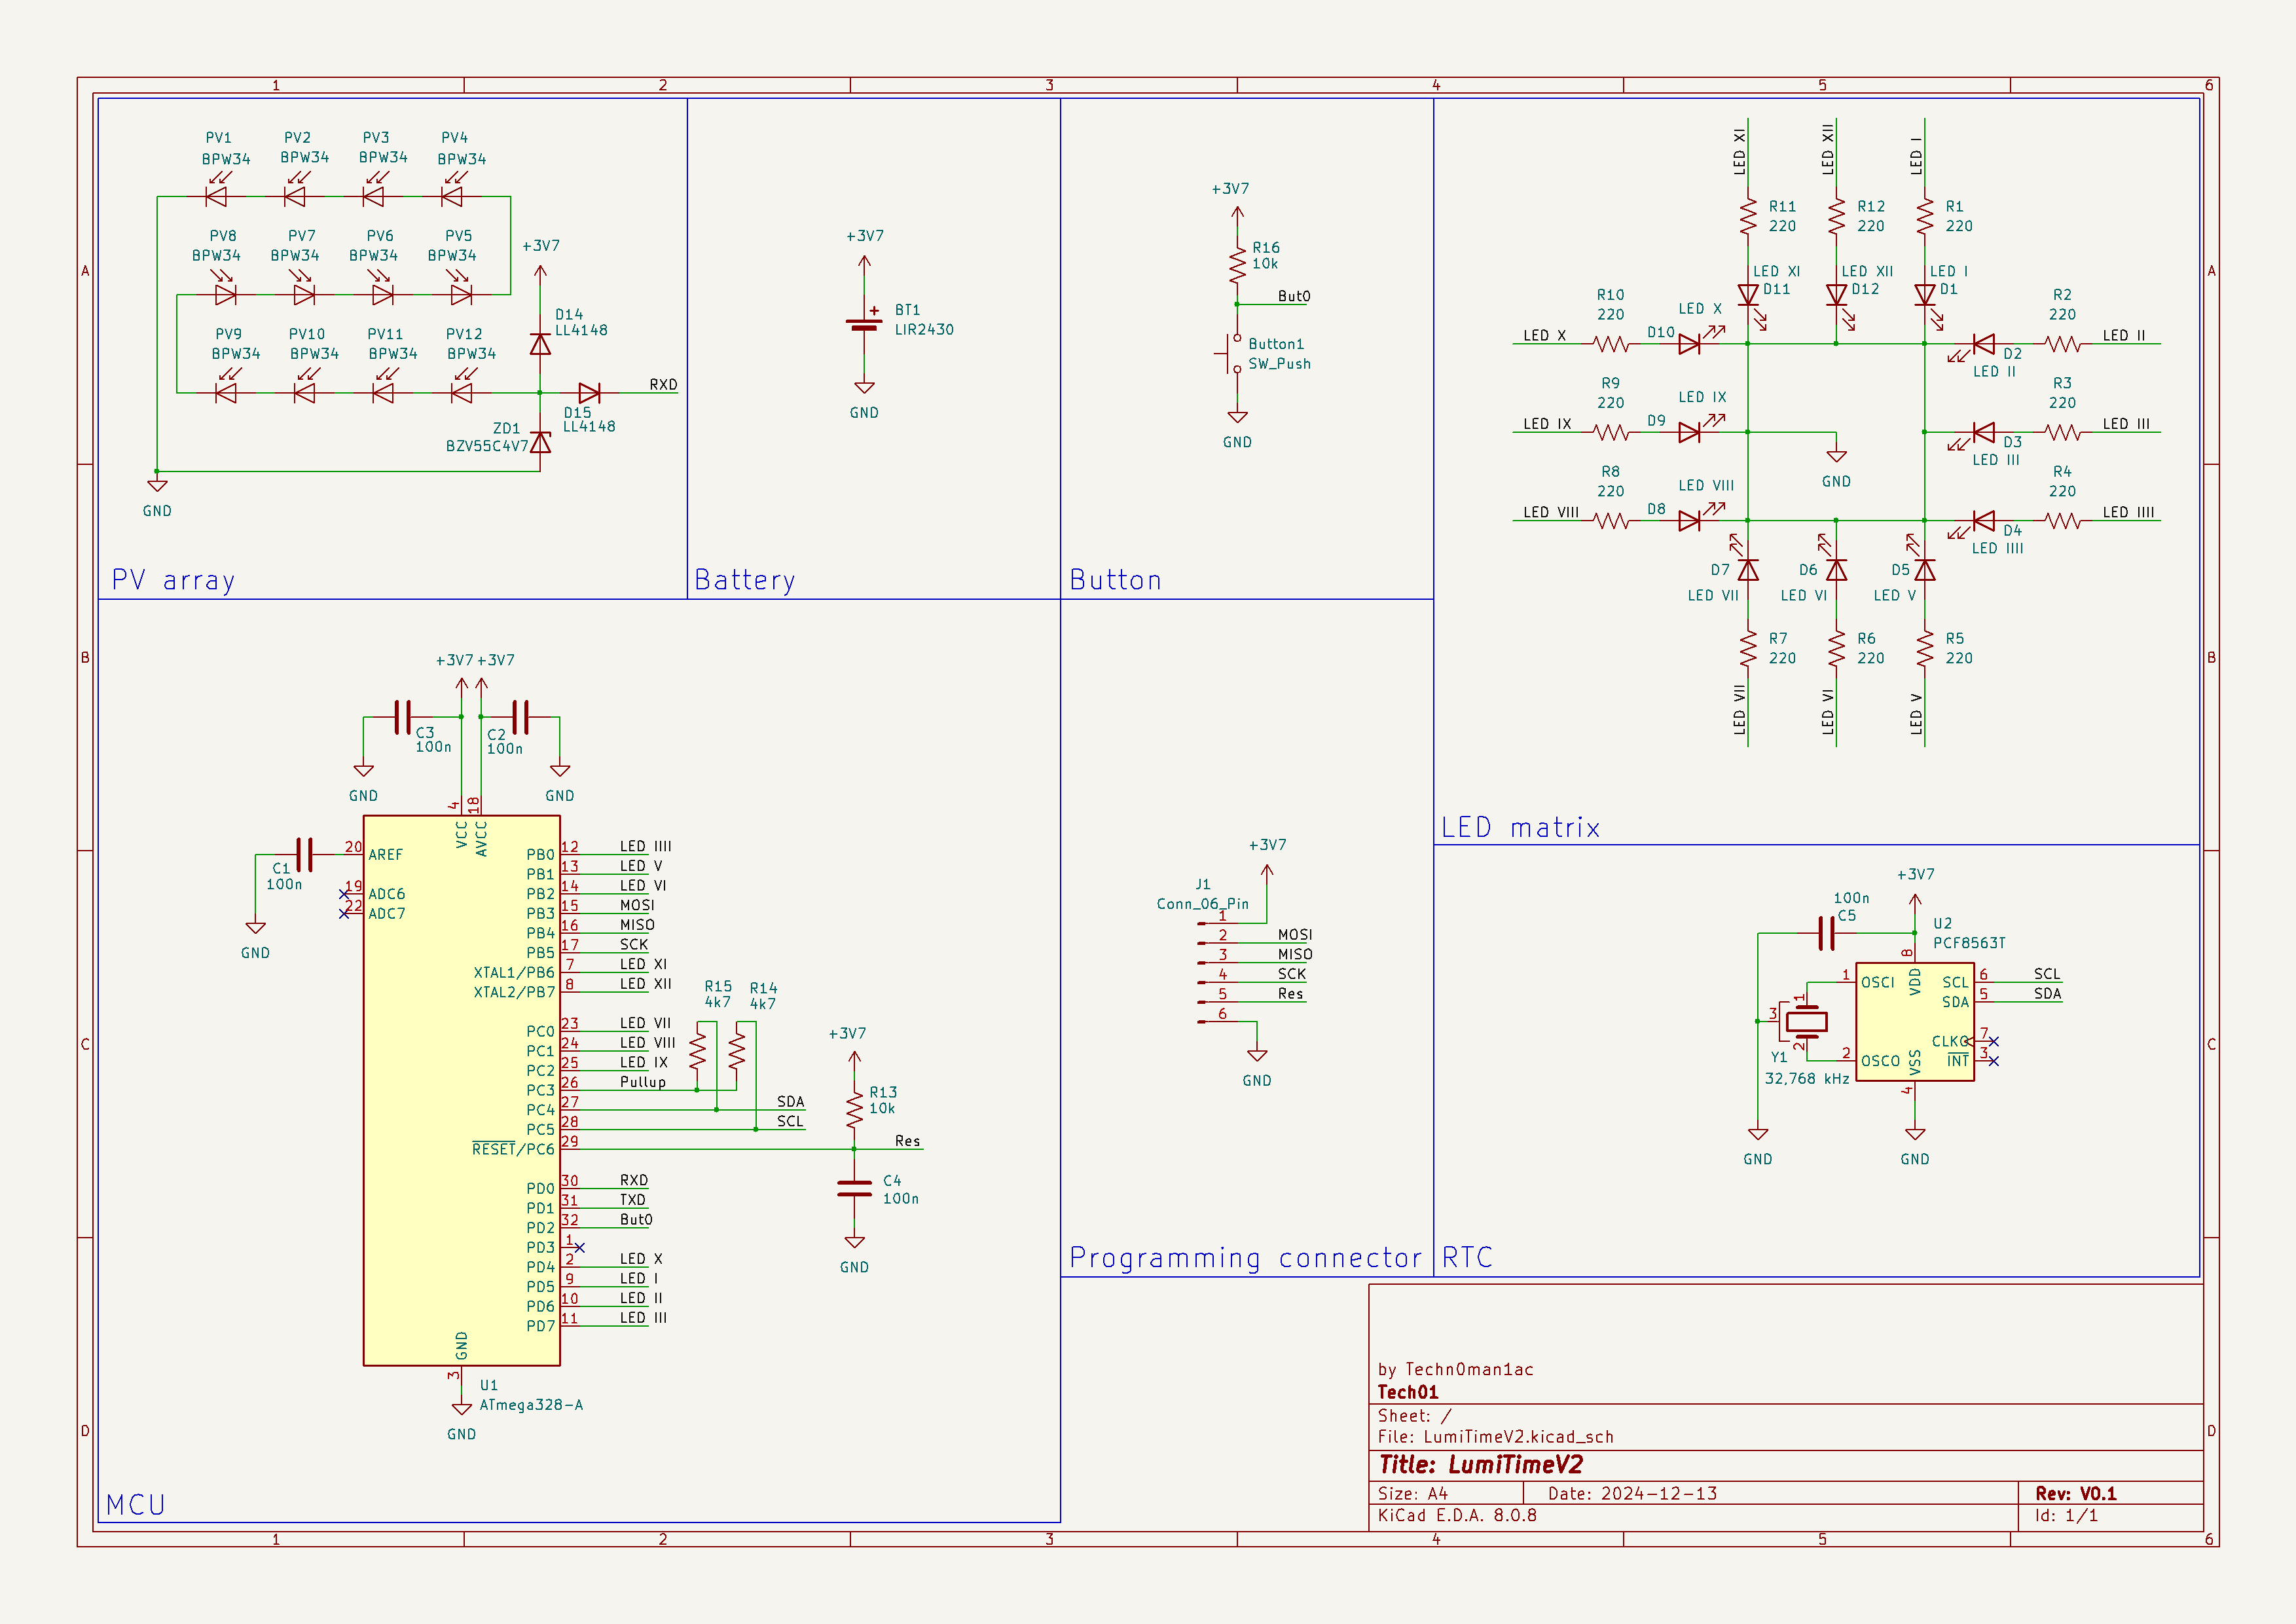 1 2 3 4 5 6
A
B
C
D
PV1 PV2 PV3 PV4
BPW34 BPW34 BPW34 BPW34
PV8 PV7 PV6 PV5
BPW34 BPW34 BPW34 BPW34
+3V7
PV9 PV10 PV11 PV12
BPW34 BPW34 BPW34 BPW34
D14
LL4148
RXD
D15
LL4148
ZD1
BZV55C4V7
GND
PV array
+3V7
BT1
LIR2430
GND
Battery
+3V7
R16
10k
But0
Button1
SW_Push
GND
Button
LED XI
LED XII
LED I
R11
220
R12
220
R1
220
LED XI
D11
LED XII
D12
LED I
D1
R10
220
LED X
D10
LED X
R2
220
LED II
D2
LED II
R9
220
LED IX
D9
LED IX
R3
220
LED III
D3
LED III
GND
R8
220
LED VIII
D8
LED VIII
R4
220
LED IIII
D4
LED IIII
D7
LED VII
D6
LED VI
D5
LED V
R7
220
R6
220
R5
220
LED VII
LED VI
LED V
LED matrix
+3V7 +3V7
C3
100n
C2
100n
GND GND
4 18
VCC AVCC
C1
100n
GND
20 AREF
19 ADC6
22 ADC7
PB0 12 LED IIII
PB1 13 LED V
PB2 14 LED VI
PB3 15 MOSI
PB4 16 MISO
PB5 17 SCK
XTAL1/PB6 7 LED XI
XTAL2/PB7 8 LED XII
PC0 23 LED VII
PC1 24 LED VIII
PC2 25 LED IX
PC3 26 Pullup
PC4 27 SDA
PC5 28 SCL
RESET/PC6 29 Res
PD0 30 RXD
PD1 31 TXD
PD2 32 But0
PD3 1
PD4 2 LED X
PD5 9 LED I
PD6 10 LED II
PD7 11 LED III
R15
4k7
R14
4k7
+3V7
R13
10k
C4
100n
GND
GND
3
U1
ATmega328-A
GND
MCU
+3V7
J1
Conn_06_Pin
1
2 MOSI
3 MISO
4 SCK
5 Res
6
GND
Programming connector
+3V7
100n
C5
U2
PCF8563T
8
VDD
1 OSCI
2 OSCO
SCL 6 SCL
SDA 5 SDA
CLKO 7
INT 3
VSS
4
3
1
2
Y1
32,768 kHz
GND
GND
RTC
by Techn0man1ac
Tech01
Sheet: /
File: LumiTimeV2.kicad_sch
Title: LumiTimeV2
Size: A4 Date: 2024-12-13 Rev: V0.1
KiCad E.D.A. 8.0.8 Id: 1/1
1 2 3 4 5 6
A
B
C
D